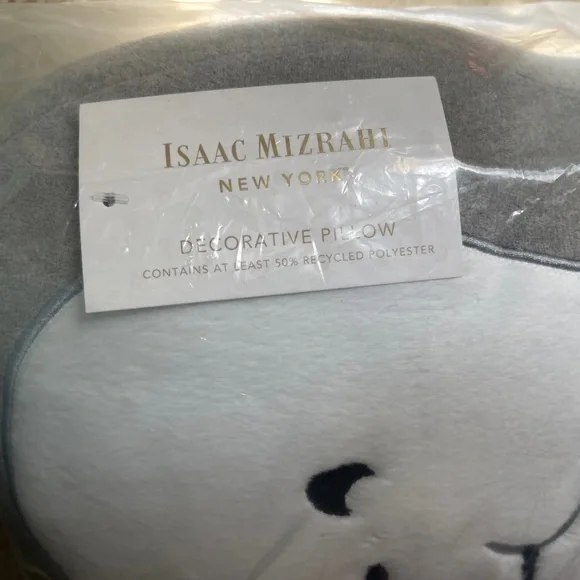 ISAAC MIZRAHI
NEW YORK
DECORATIVE PILLOW
CONTAINS AT LEAST 50% RECYCLED POLYESTER